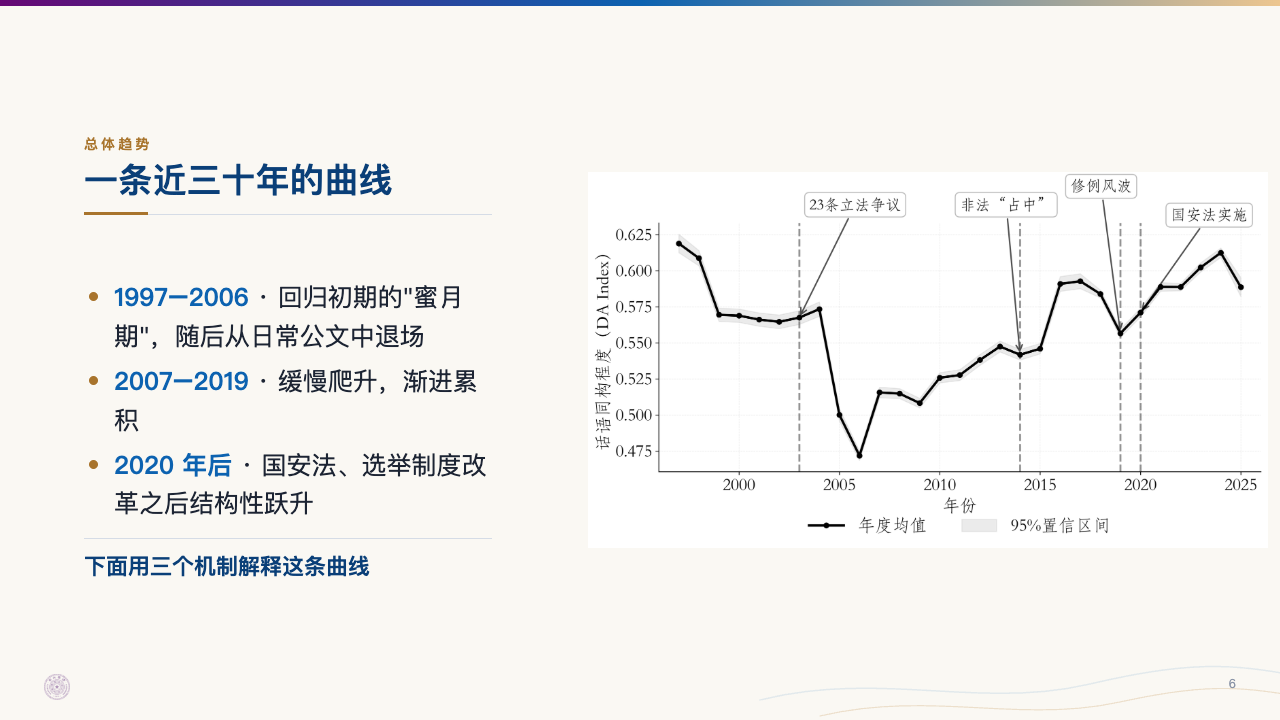 总体趋势
一条近三十年的曲线
1997—2006 · 回归初期的"蜜月
期"，随后从日常公文中退场
2007—2019 · 缓慢爬升，渐进累
积
2020 年后 · 国安法、选举制度改
革之后结构性跃升
下面用三个机制解释这条曲线
修例风波
23条立法争议
非法“占中”
国安法实施
话语同构程度（DA Index）
0.625
0.600
0.575
0.550
0.525
0.500
0.475
2000 2005 2010 2015 2020 2025
年份
年度均值 95%置信区间
6